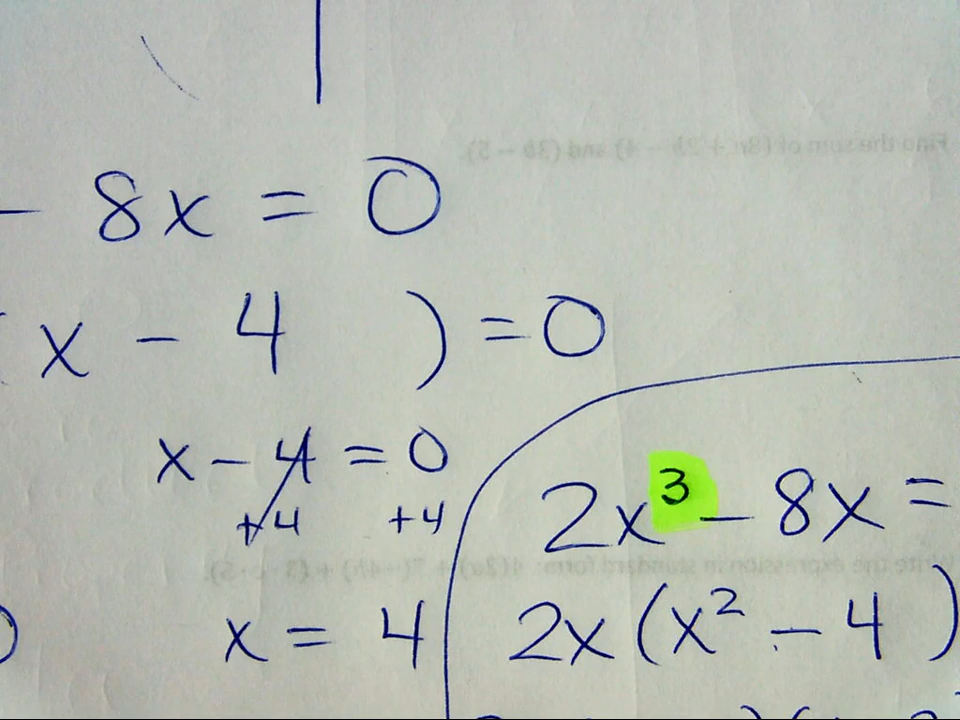 - 8x = 0
x - 4 ) = 0
x - 4 = 0
+4 +4
x = 4
2x³ - 8x =
2x(x² - 4)
Find the sum of (8a + 2b - 4) and (3b - 5).
Write the expression in standard form: 4(2a) + 7(-4b) + (3 · c · 5).